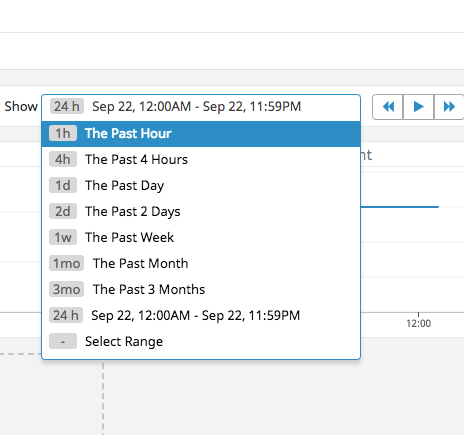 Show 24 h Sep 22, 12:00AM - Sep 22, 11:59PM
1h The Past Hour
4h The Past 4 Hours
1d The Past Day
2d The Past 2 Days
1w The Past Week
1mo The Past Month
3mo The Past 3 Months
24 h Sep 22, 12:00AM - Sep 22, 11:59PM
- Select Range
12:00